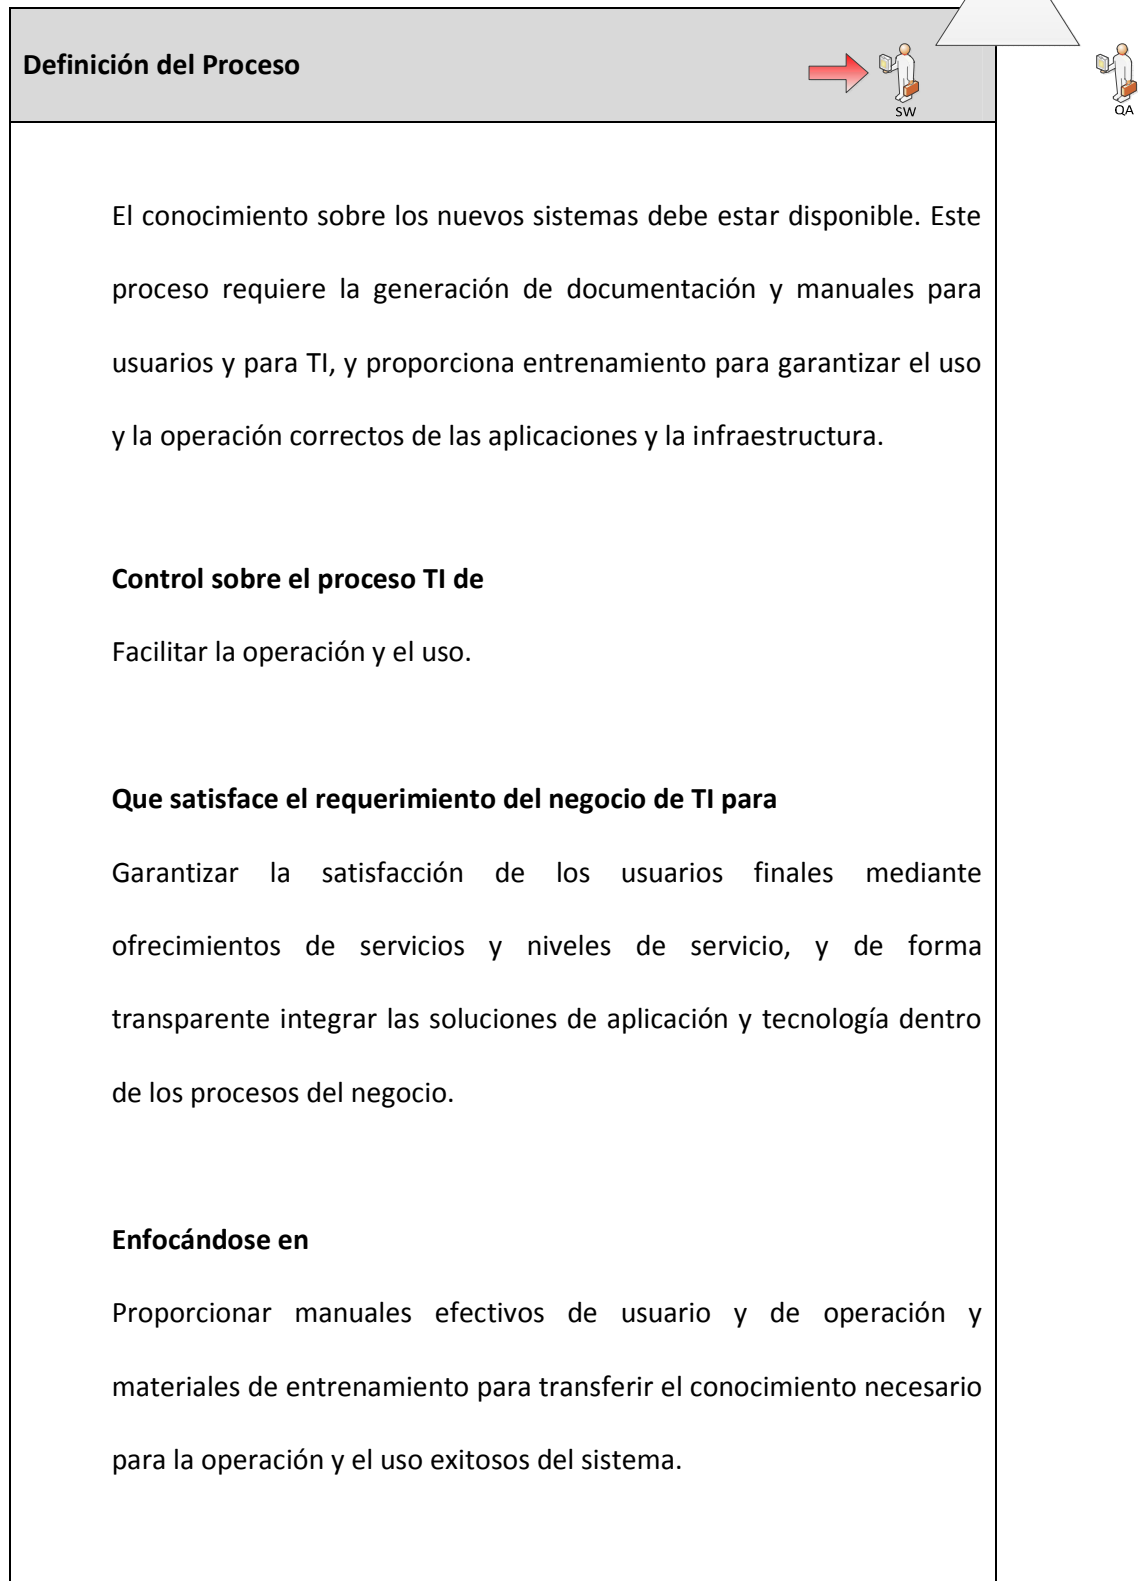 Definición del Proceso
SW
QA
El conocimiento sobre los nuevos sistemas debe estar disponible. Este
proceso requiere la generación de documentación y manuales para
usuarios y para TI, y proporciona entrenamiento para garantizar el uso
y la operación correctos de las aplicaciones y la infraestructura.
Control sobre el proceso TI de
Facilitar la operación y el uso.
Que satisface el requerimiento del negocio de TI para
Garantizar la satisfacción de los usuarios finales mediante
ofrecimientos de servicios y niveles de servicio, y de forma
transparente integrar las soluciones de aplicación y tecnología dentro
de los procesos del negocio.
Enfocándose en
Proporcionar manuales efectivos de usuario y de operación y
materiales de entrenamiento para transferir el conocimiento necesario
para la operación y el uso exitosos del sistema.